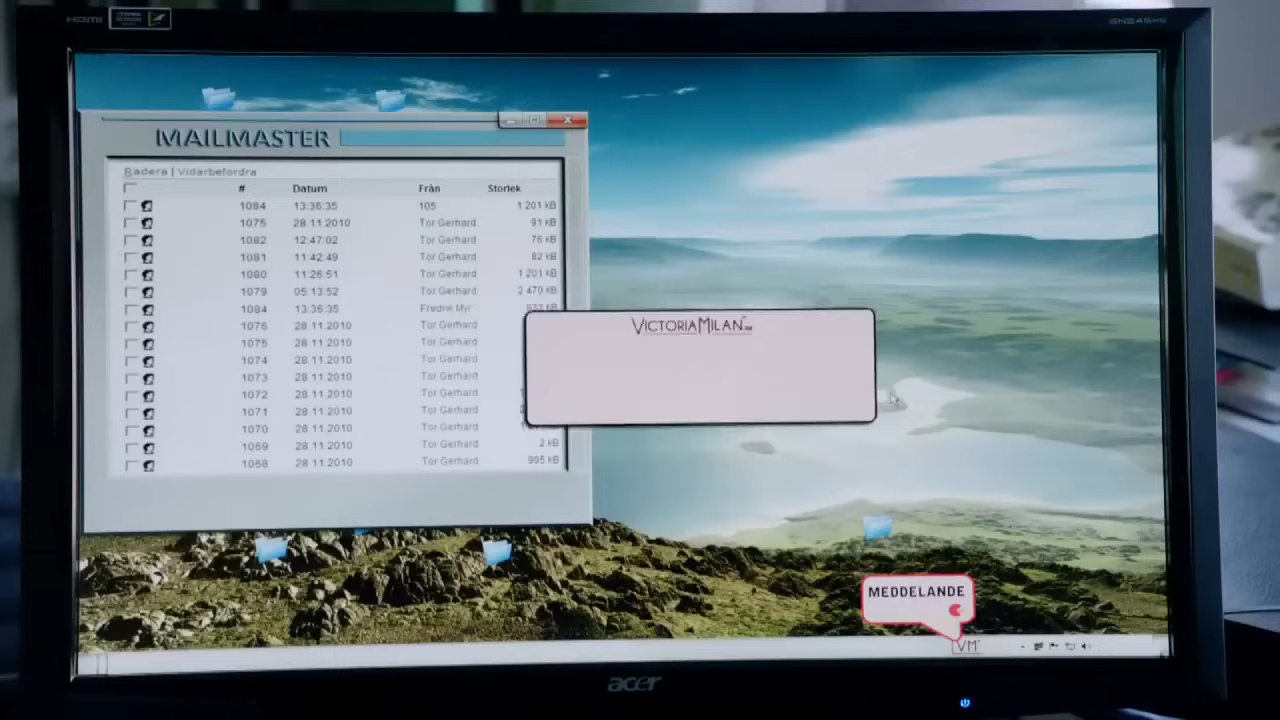 HDMI
MAILMASTER
Radera | Vidarbefordra
# Datum Från Storlek
1084 13:36:35 105 1 201 kB
1075 28.11.2010 Tor Gerhard 91 kB
1082 12:47:02 Tor Gerhard 76 kB
1081 11:42:49 Tor Gerhard 82 kB
1080 11:26:51 Tor Gerhard 1 201 kB
1079 05:13:52 Tor Gerhard 2 470 kB
1084 13:36:35 Fredrik Myr
1076 28.11.2010 Tor Gerhard
1075 28.11.2010 Tor Gerhard
1074 28.11.2010 Tor Gerhard
1073 28.11.2010 Tor Gerhard
1072 28.11.2010 Tor Gerhard
1071 28.11.2010 Tor Gerhard
1070 28.11.2010 Tor Gerhard
1069 28.11.2010 Tor Gerhard 2 kB
1068 28.11.2010 Tor Gerhard 995 kB
VICTORIAMILAN
MEDDELANDE
VM
acer